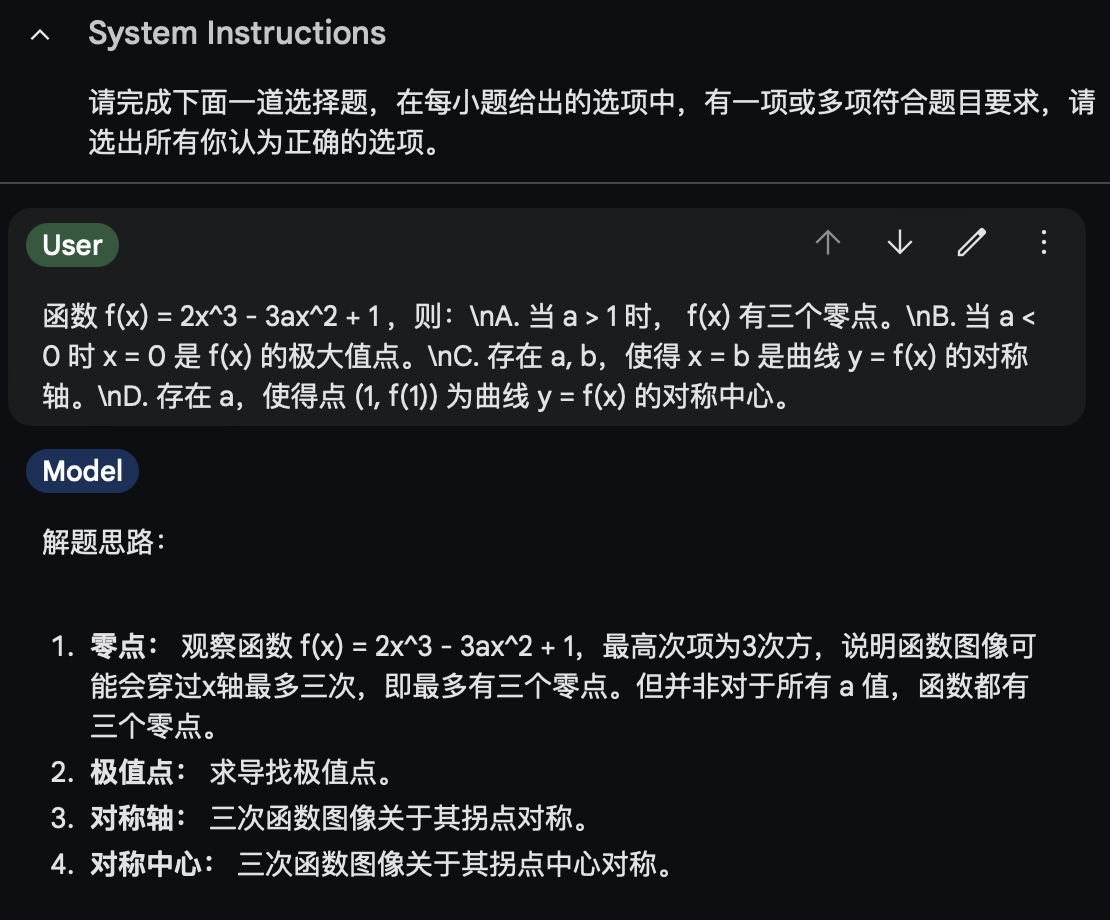 System Instructions
请完成下面一道选择题，在每小题给出的选项中，有一项或多项符合题目要求，请
选出所有你认为正确的选项。
User
函数 f(x) = 2x^3 - 3ax^2 + 1 ，则：\nA. 当 a > 1 时， f(x) 有三个零点。\nB. 当 a <
0 时 x = 0 是 f(x) 的极大值点。\nC. 存在 a, b，使得 x = b 是曲线 y = f(x) 的对称
轴。\nD. 存在 a，使得点 (1, f(1)) 为曲线 y = f(x) 的对称中心。
Model
解题思路：
1. 零点： 观察函数 f(x) = 2x^3 - 3ax^2 + 1，最高次项为3次方，说明函数图像可
能会穿过x轴最多三次，即最多有三个零点。但并非对于所有 a 值，函数都有
三个零点。
2. 极值点： 求导找极值点。
3. 对称轴： 三次函数图像关于其拐点对称。
4. 对称中心： 三次函数图像关于其拐点中心对称。